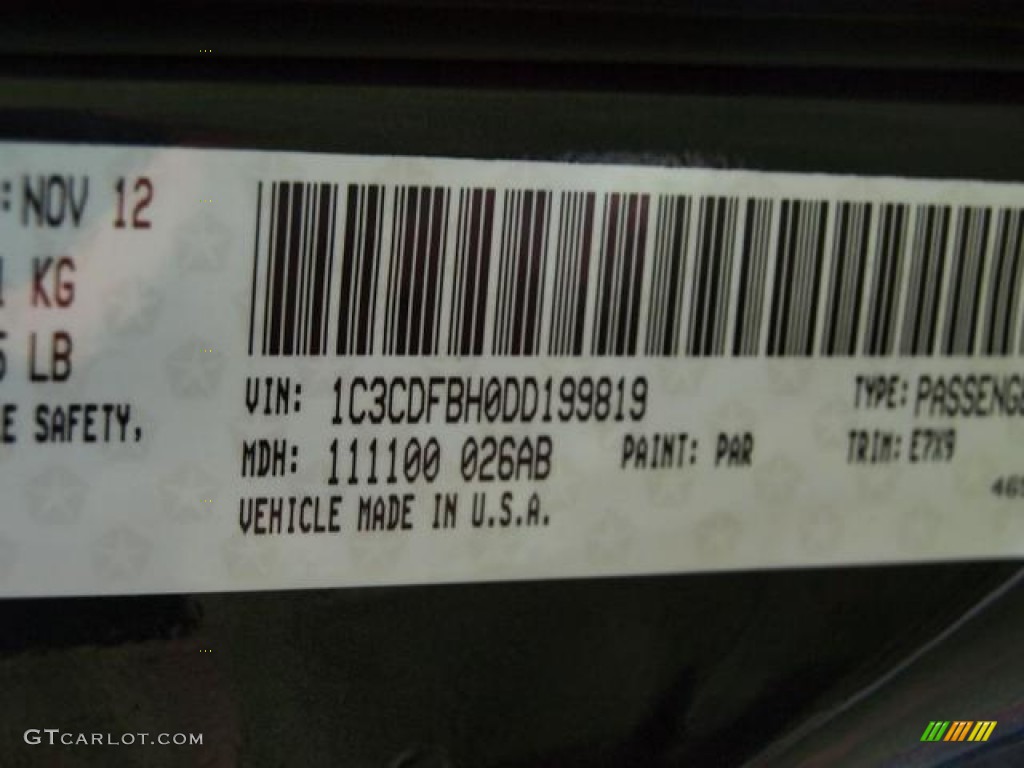 : NOV 12
KG
LB
E SAFETY,
VIN: 1C3CDFBH0DD199819
TYPE: PASSENG
MDH: 111100 026AB
PAINT: PAR
TRIM: E7X9
VEHICLE MADE IN U.S.A.
GTCARLOT.COM